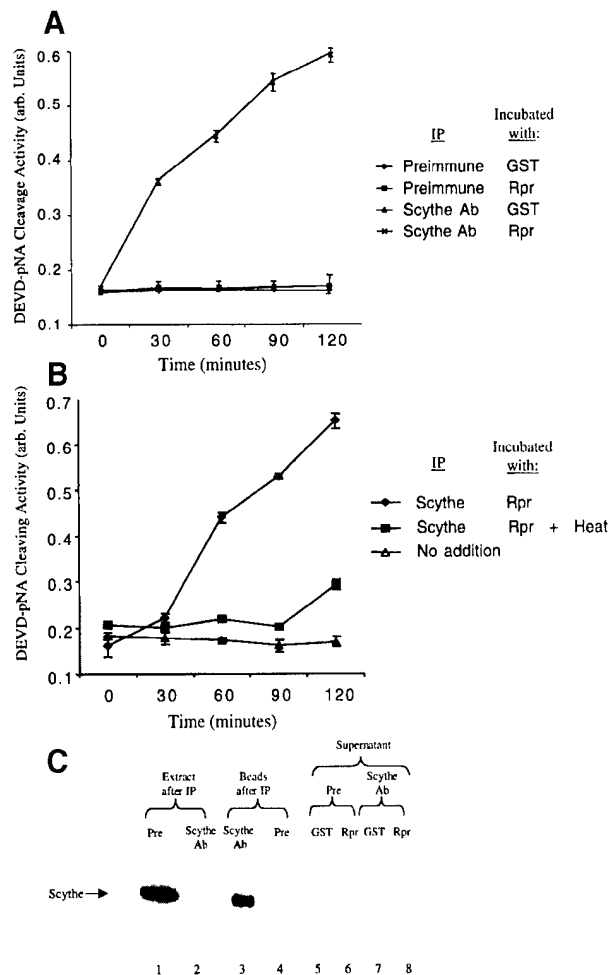 A
DEVD-pNA Cleavage Activity (arb. Units)
0.6
0.5
0.4
0.3
0.2
0.1
0 30 60 90 120
Time (minutes)
IP Incubated with:
Preimmune GST
Preimmune Rpr
Scythe Ab GST
Scythe Ab Rpr
B
DEVD-pNA Cleaving Activity (arb. Units)
0.7
0.6
0.5
0.4
0.3
0.2
0.1
0 30 60 90 120
Time (minutes)
IP Incubated with:
Scythe Rpr
Scythe Rpr + Heat
No addition
C
Supernatant
Extract after IP
Beads after IP
Pre
Scythe Ab
Pre Scythe Ab Scythe Ab Pre GST Rpr GST Rpr
Scythe
1 2 3 4 5 6 7 8